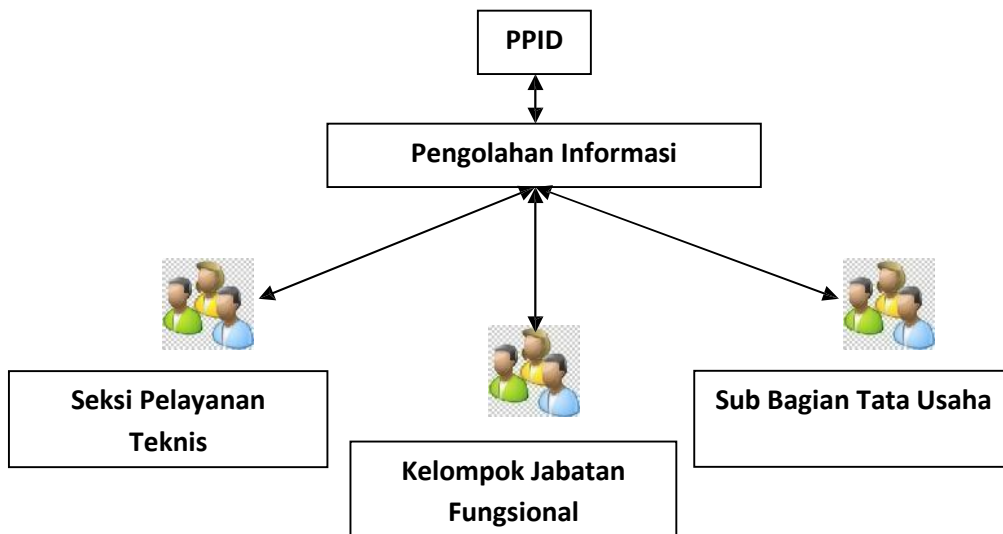 PPID
Pengolahan Informasi
Seksi Pelayanan
Teknis
Kelompok Jabatan
Fungsional
Sub Bagian Tata Usaha